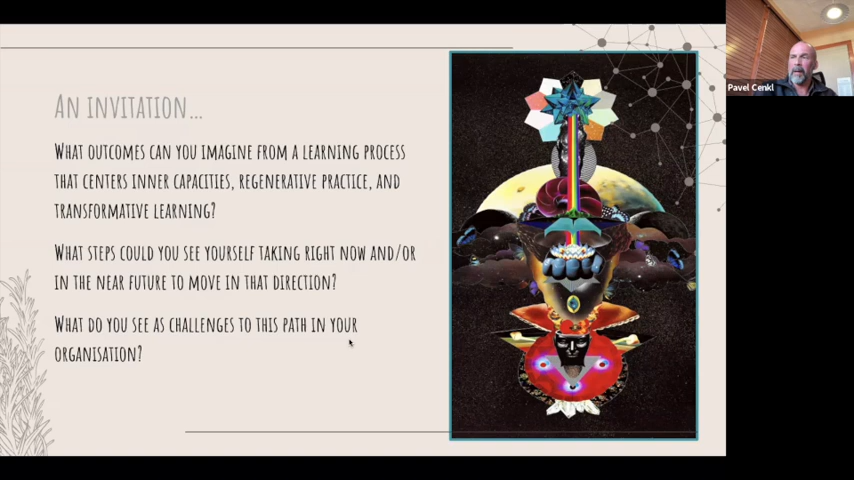 AN INVITATION...
WHAT OUTCOMES CAN YOU IMAGINE FROM A LEARNING PROCESS
THAT CENTERS INNER CAPACITIES, REGENERATIVE PRACTICE, AND
TRANSFORMATIVE LEARNING?
WHAT STEPS COULD YOU SEE YOURSELF TAKING RIGHT NOW AND/OR
IN THE NEAR FUTURE TO MOVE IN THAT DIRECTION?
WHAT DO YOU SEE AS CHALLENGES TO THIS PATH IN YOUR
ORGANISATION?
Pavel Cenkl